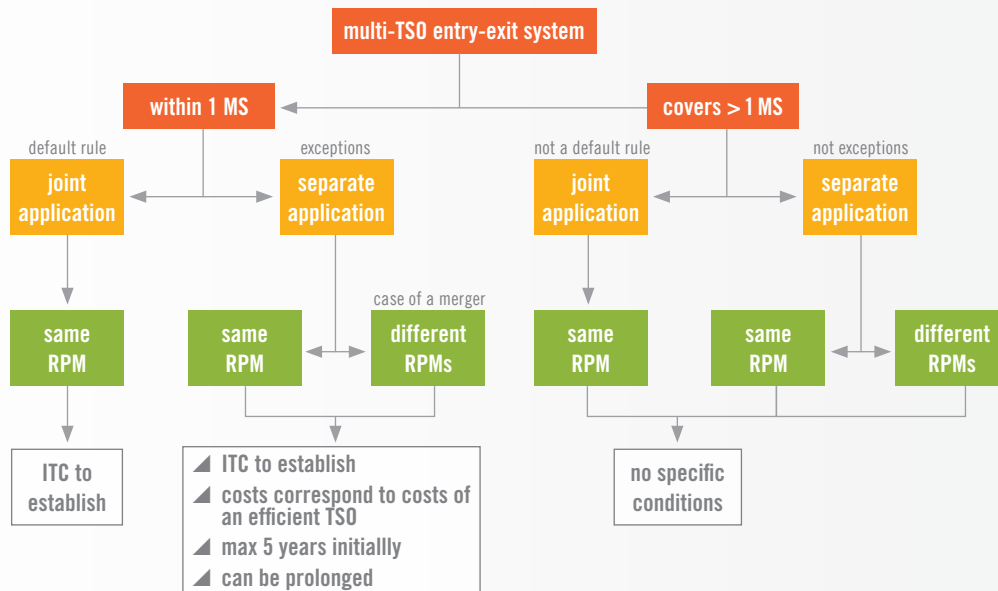 multi-TSO entry-exit system
within 1 MS
covers > 1 MS
default rule
exceptions
not a default rule
not exceptions
joint
application
separate
application
joint
application
separate
application
case of a merger
same
RPM
same
RPM
different
RPMs
same
RPM
same
RPM
different
RPMs
ITC to
establish
ITC to establish
costs correspond to costs of
an efficient TSO
max 5 years initiallly
can be prolonged
no specific
conditions